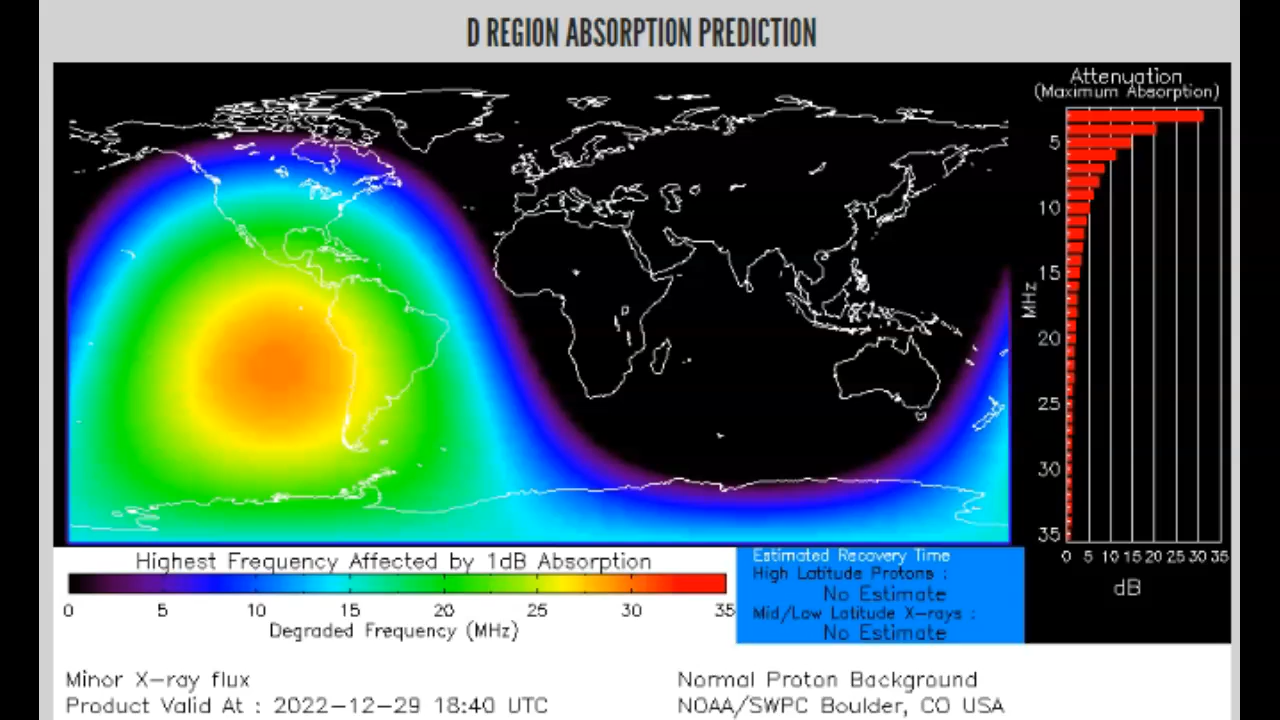 D REGION ABSORPTION PREDICTION
Attenuation
(Maximum Absorption)
5
10
15
20
25
30
35
MHz
0 5 10 15 20 25 30 35
dB
Highest Frequency Affected by 1dB Absorption
0 5 10 15 20 25 30 35
Degraded Frequency (MHz)
Estimated Recovery Time
High Latitude Protons :
No Estimate
Mid/Low Latitude X-rays :
No Estimate
Minor X-ray flux
Product Valid At : 2022-12-29 18:40 UTC
Normal Proton Background
NOAA/SWPC Boulder, CO USA